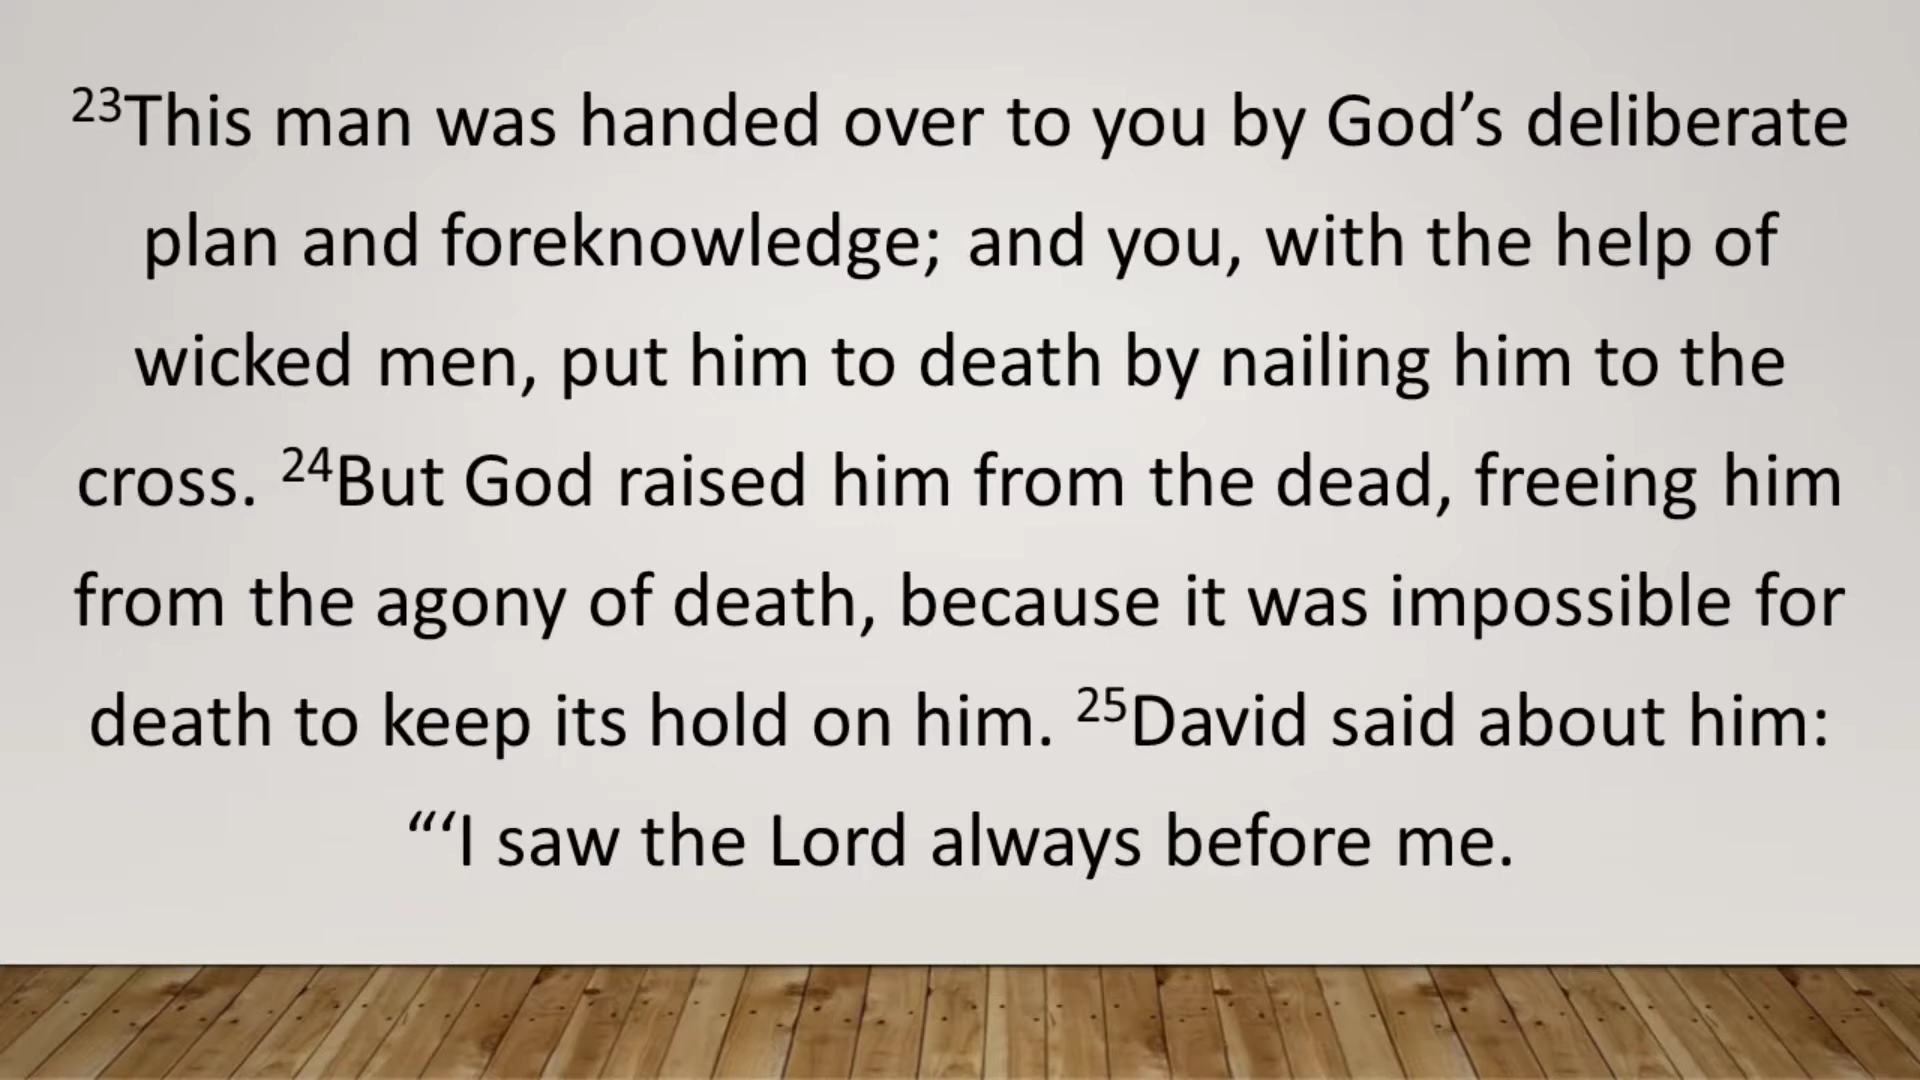 23This man was handed over to you by God’s deliberate
plan and foreknowledge; and you, with the help of
wicked men, put him to death by nailing him to the
cross. 24But God raised him from the dead, freeing him
from the agony of death, because it was impossible for
death to keep its hold on him. 25David said about him:
“‘I saw the Lord always before me.